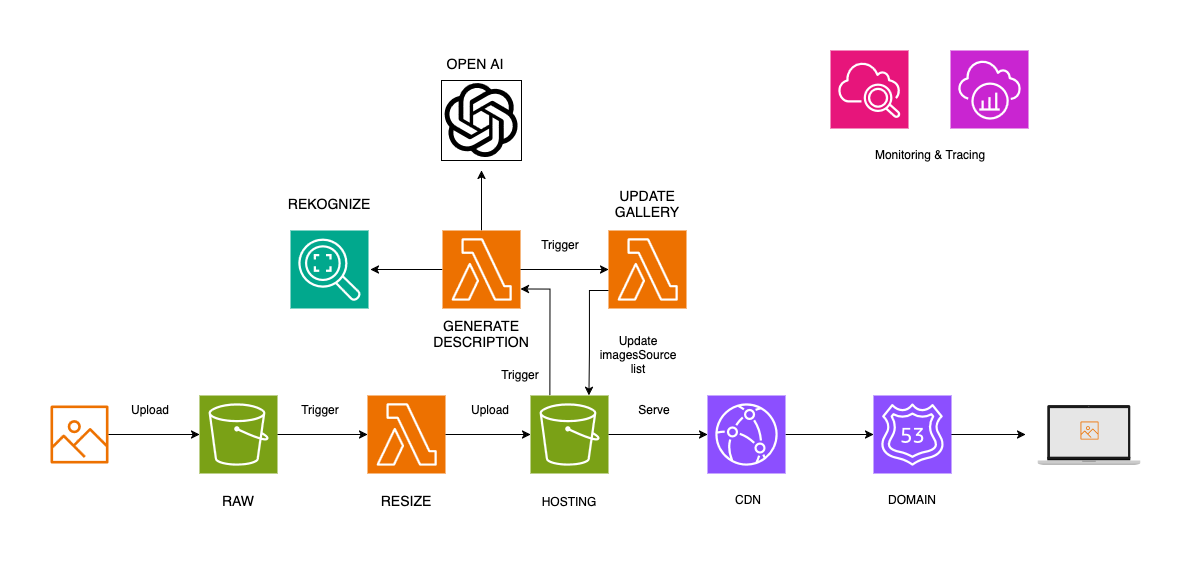 OPEN AI
Monitoring & Tracing
REKOGNIZE
UPDATE
GALLERY
Trigger
GENERATE
DESCRIPTION
Update
imagesSource
list
Trigger
Upload
Trigger
Upload
Serve
53
RAW
RESIZE
HOSTING
CDN
DOMAIN